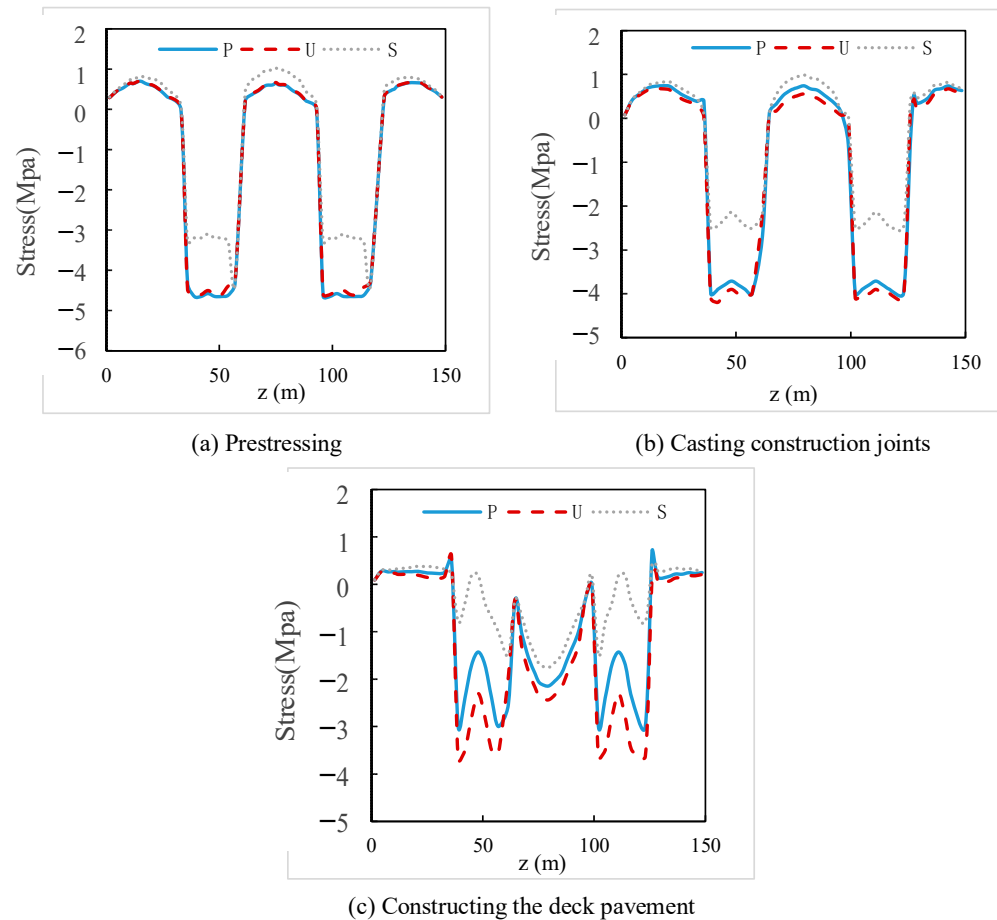 P U S
2
1
0
−1
−2
−3
−4
−5
−6
Stress(Mpa)
0 50 100 150
z (m)
(a) Prestressing
P U S
2
1
0
−1
−2
−3
−4
−5
Stress(Mpa)
0 50 100 150
z (m)
(b) Casting construction joints
P U S
2
1
0
−1
−2
−3
−4
−5
Stress(Mpa)
0 50 100 150
z (m)
(c) Constructing the deck pavement